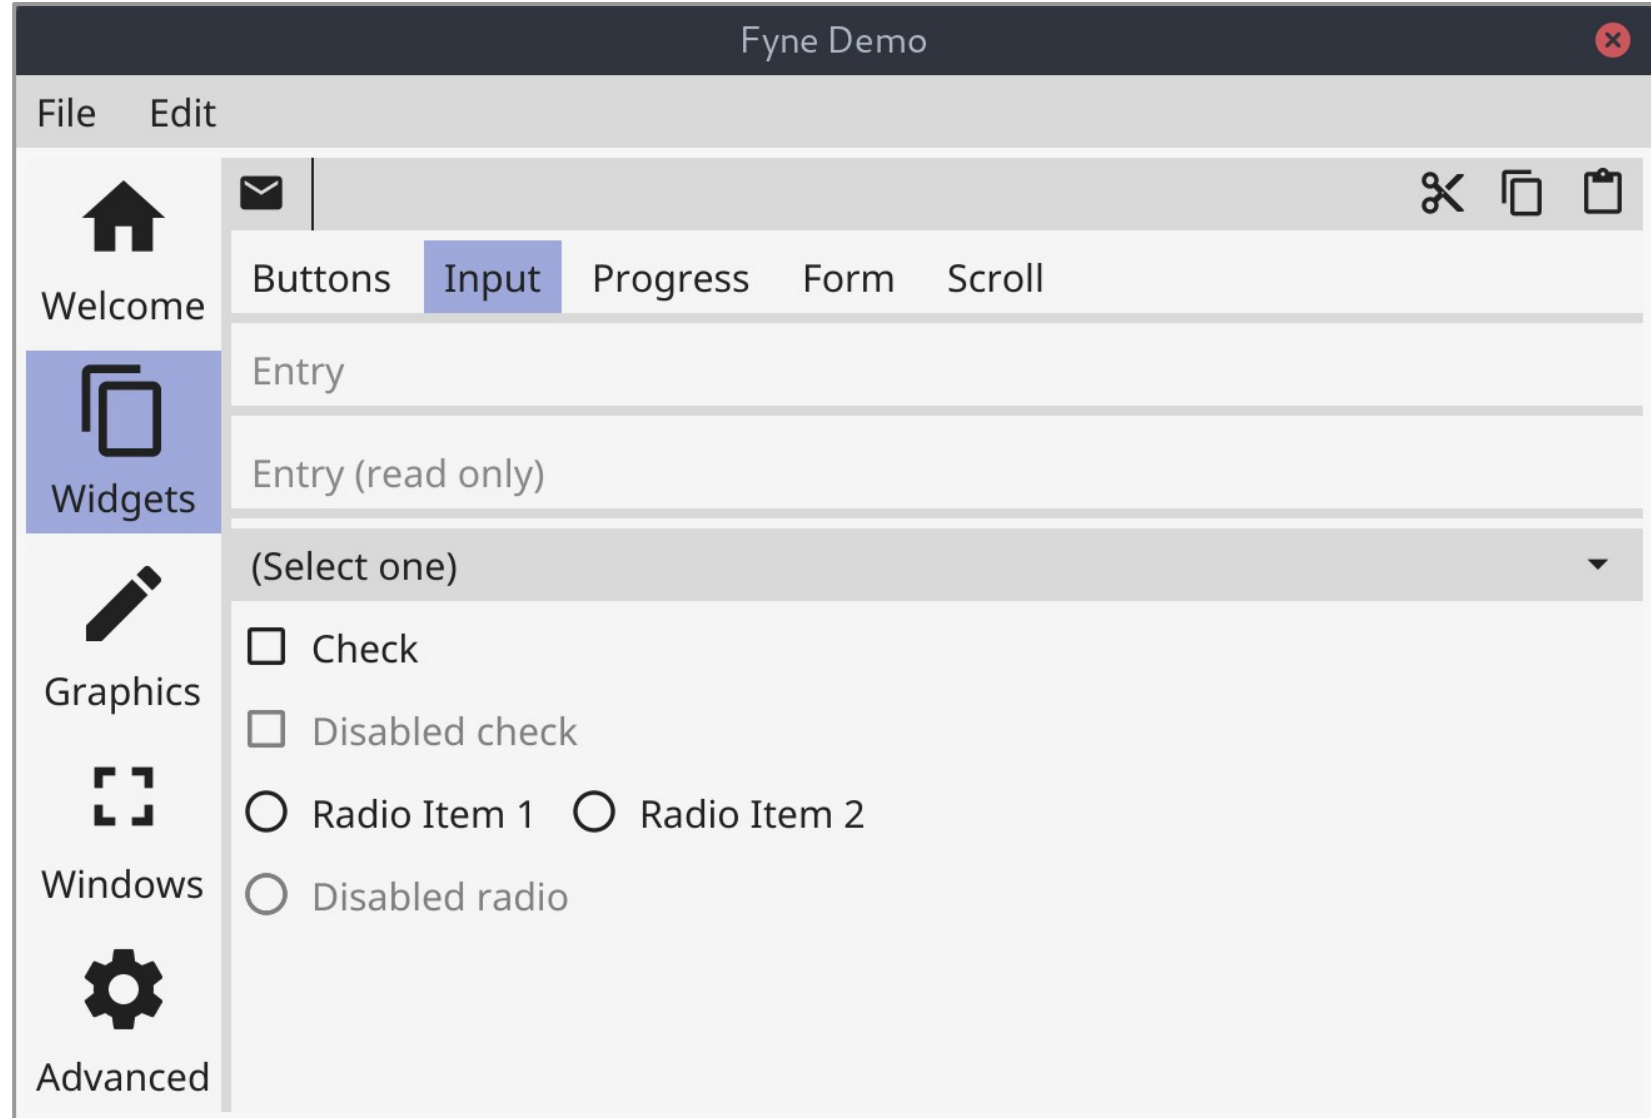 Fyne Demo
File Edit
Welcome
Widgets
Graphics
Windows
Advanced
Buttons Input Progress Form Scroll
Entry
Entry (read only)
(Select one)
Check
Disabled check
Radio Item 1 Radio Item 2
Disabled radio